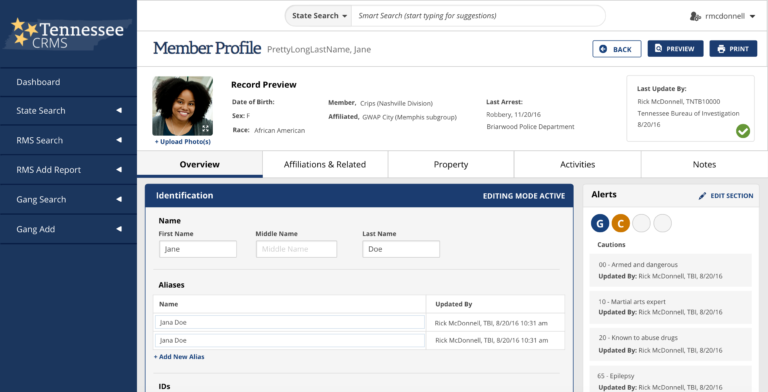 Tennessee
CRMS
State Search
Smart Search (start typing for suggestions)
rmcdonnell
Member Profile
PrettyLongLastName, Jane
BACK
PREVIEW
PRINT
Dashboard
State Search
RMS Search
RMS Add Report
Gang Search
Gang Add
+ Upload Photo(s)
Record Preview
Date of Birth:
Sex: F
Race: African American
Member, Crips (Nashville Division)
Affiliated, GWAP City (Memphis subgroup)
Last Arrest:
Robbery, 11/20/16
Briarwood Police Department
Last Update By:
Rick McDonnell, TNTB10000
Tennessee Bureau of Investigation
8/20/16
Overview
Affiliations & Related
Property
Activities
Notes
Identification
EDITING MODE ACTIVE
Name
First Name
Middle Name
Last Name
Jane
Middle Name
Doe
Aliases
Name
Updated By
Jana Doe
Rick McDonnell, TBI, 8/20/16 10:31 am
Jana Doe
Rick McDonnell, TBI, 8/20/16 10:31 am
+ Add New Alias
IDs
Alerts
EDIT SECTION
G
C
Cautions
00 - Armed and dangerous
Updated By: Rick McDonnell, TBI, 8/20/16
10 - Martial arts expert
Updated By: Rick McDonnell, TBI, 8/20/16
20 - Known to abuse drugs
Updated By: Rick McDonnell, TBI, 8/20/16
65 - Epilepsy
Updated By: Rick McDonnell, TBI, 8/20/16